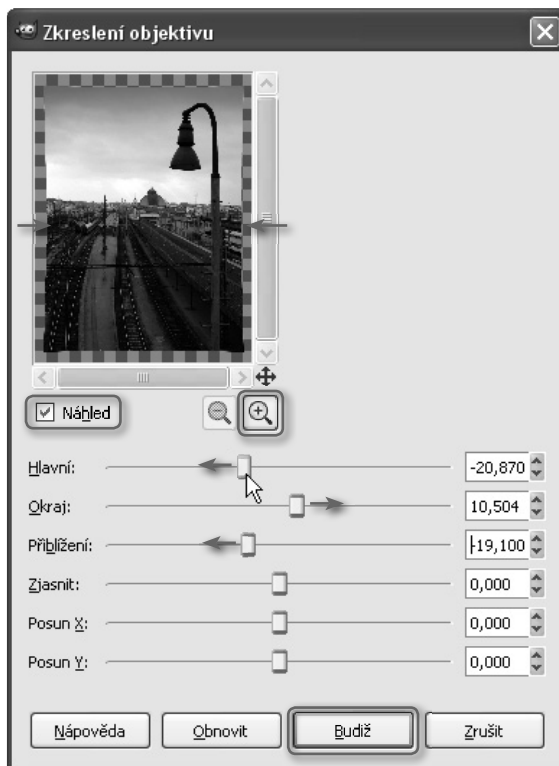 Zkreslení objektivu
Náhled
Hlavní: -20,870
Okraj: 10,504
Přiblížení: -19,100
Zjasnit: 0,000
Posun X: 0,000
Posun Y: 0,000
Nápověda Obnovit Budiž Zrušit